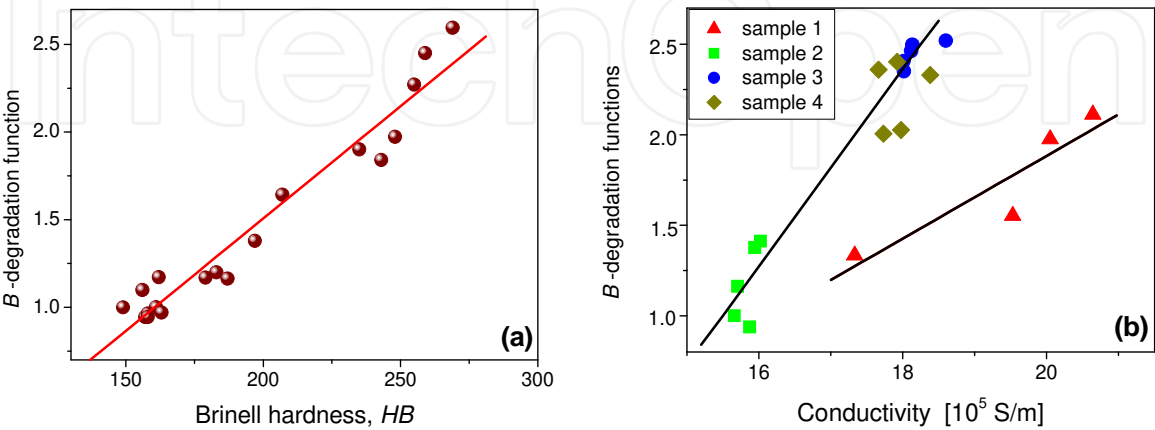 intechopen
B-degradation function
2.5
2.0
1.5
1.0
150
200
250
300
(a)
Brinell hardness, HB
B-degradation functions
2.5
2.0
1.5
1.0
sample 1
sample 2
sample 3
sample 4
16
18
20
(b)
Conductivity [10⁵ S/m]